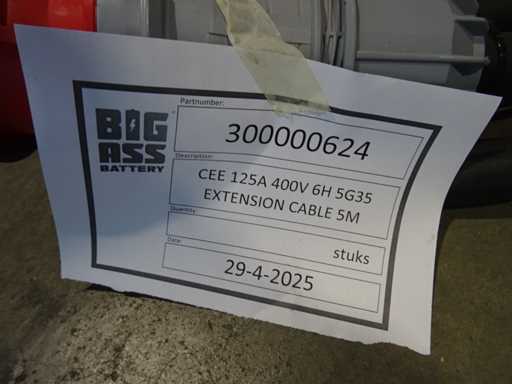 BIG
ASS
BATTERY
Partnumber:
300000624
Description:
CEE 125A 400V 6H 5G35
EXTENSION CABLE 5M
Quantity:
stuks
Date:
29-4-2025